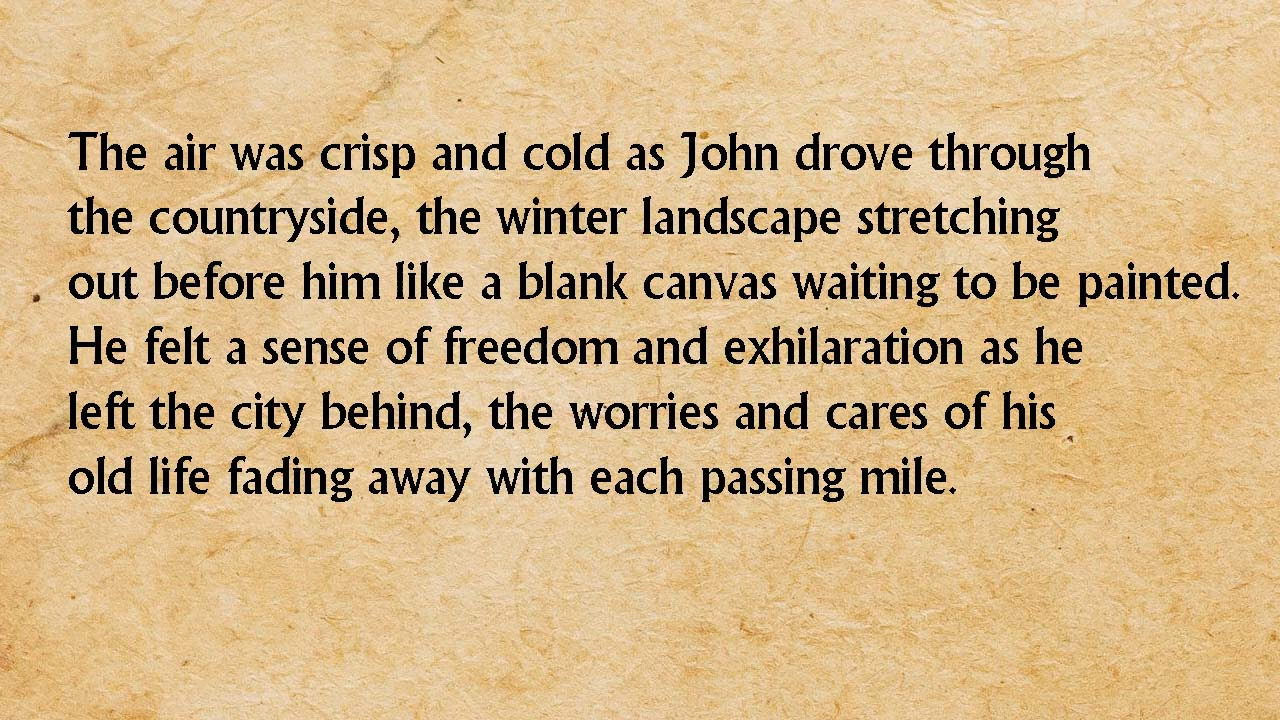 The air was crisp and cold as John drove through
the countryside, the winter landscape stretching
out before him like a blank canvas waiting to be painted.
He felt a sense of freedom and exhilaration as he
left the city behind, the worries and cares of his
old life fading away with each passing mile.